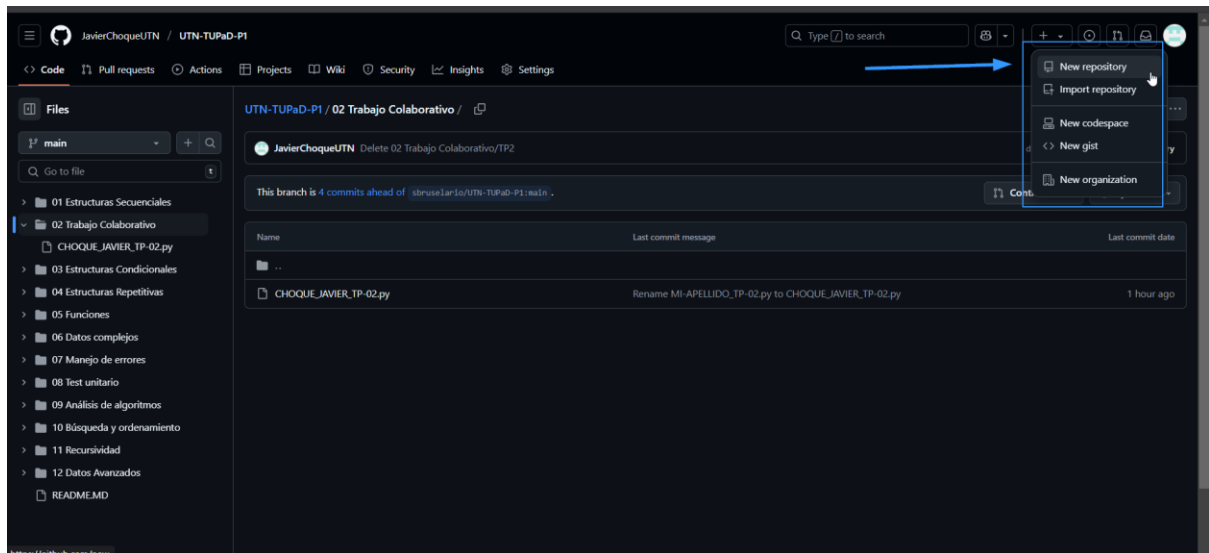 JavierChoqueUTN / UTN-TUPaD-P1
Type / to search
Code Pull requests Actions Projects Wiki Security Insights Settings
New repository
Import repository
New codespace
New gist
New organization
Files
main
Go to file t
01 Estructuras Secuenciales
02 Trabajo Colaborativo
CHOQUE_JAVIER_TP-02.py
03 Estructuras Condicionales
04 Estructuras Repetitivas
05 Funciones
06 Datos complejos
07 Manejo de errores
08 Test unitario
09 Análisis de algoritmos
10 Búsqueda y ordenamiento
11 Recursividad
12 Datos Avanzados
README.MD
UTN-TUPaD-P1 / 02 Trabajo Colaborativo /
JavierChoqueUTN Delete 02 Trabajo Colaborativo/TP2
This branch is 4 commits ahead of sbruselario/UTN-TUPaD-P1:main .
Name Last commit message Last commit date
..
CHOQUE_JAVIER_TP-02.py Rename MI-APELLIDO_TP-02.py to CHOQUE_JAVIER_TP-02.py 1 hour ago